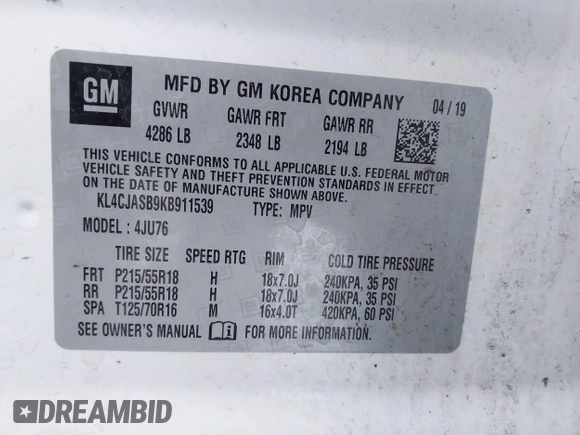 GM
MFD BY GM KOREA COMPANY
04 / 19
GVWR GAWR FRT GAWR RR
4286 LB 2348 LB 2194 LB
THIS VEHICLE CONFORMS TO ALL APPLICABLE U.S. FEDERAL MOTOR
VEHICLE SAFETY AND THEFT PREVENTION STANDARDS IN EFFECT
ON THE DATE OF MANUFACTURE SHOWN ABOVE.
KL4CJASB9KB911539 TYPE: MPV
MODEL : 4JU76
TIRE SIZE SPEED RTG RIM COLD TIRE PRESSURE
FRT P215/55R18 H 18x7.0J 240KPA, 35 PSI
RR P215/55R18 H 18x7.0J 240KPA, 35 PSI
SPA T125/70R16 M 16x4.0T 420KPA, 60 PSI
SEE OWNER'S MANUAL FOR MORE INFORMATION.
DREAMBID